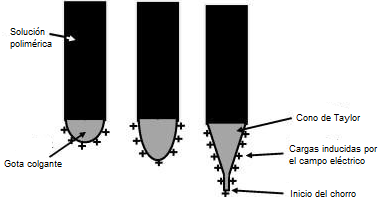 Solución
polimérica
Gota colgante
Cono de Taylor
Cargas inducidas por
el campo eléctrico
Inicio del chorro